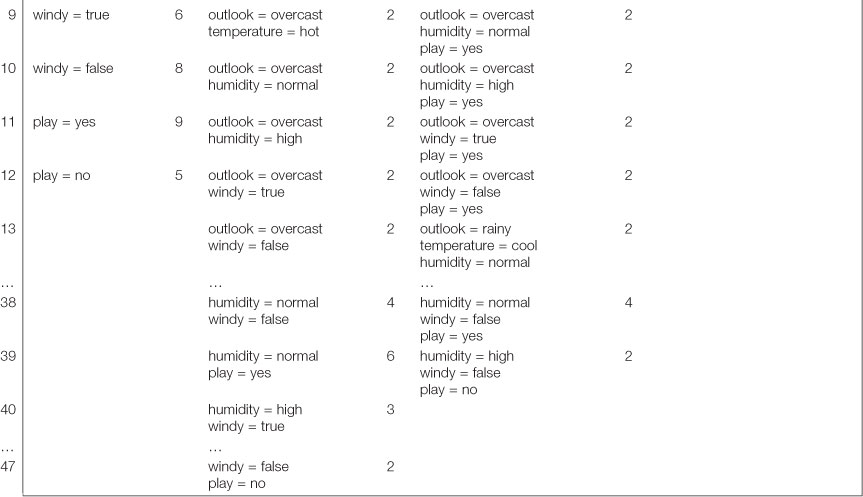 9 windy = true 6 outlook = overcast 2 outlook = overcast 2
temperature = hot humidity = normal
play = yes
10 windy = false 8 outlook = overcast 2 outlook = overcast 2
humidity = normal humidity = high
play = yes
11 play = yes 9 outlook = overcast 2 outlook = overcast 2
humidity = high windy = true
play = yes
12 play = no 5 outlook = overcast 2 outlook = overcast 2
windy = true windy = false
play = yes
13 outlook = overcast 2 outlook = rainy 2
windy = false temperature = cool
humidity = normal
... ... ...
38 humidity = normal 4 humidity = normal 4
windy = false windy = false
play = yes
39 humidity = normal 6 humidity = high 2
play = yes windy = false
play = no
40 humidity = high 3
windy = true
... ...
47 windy = false 2
play = no